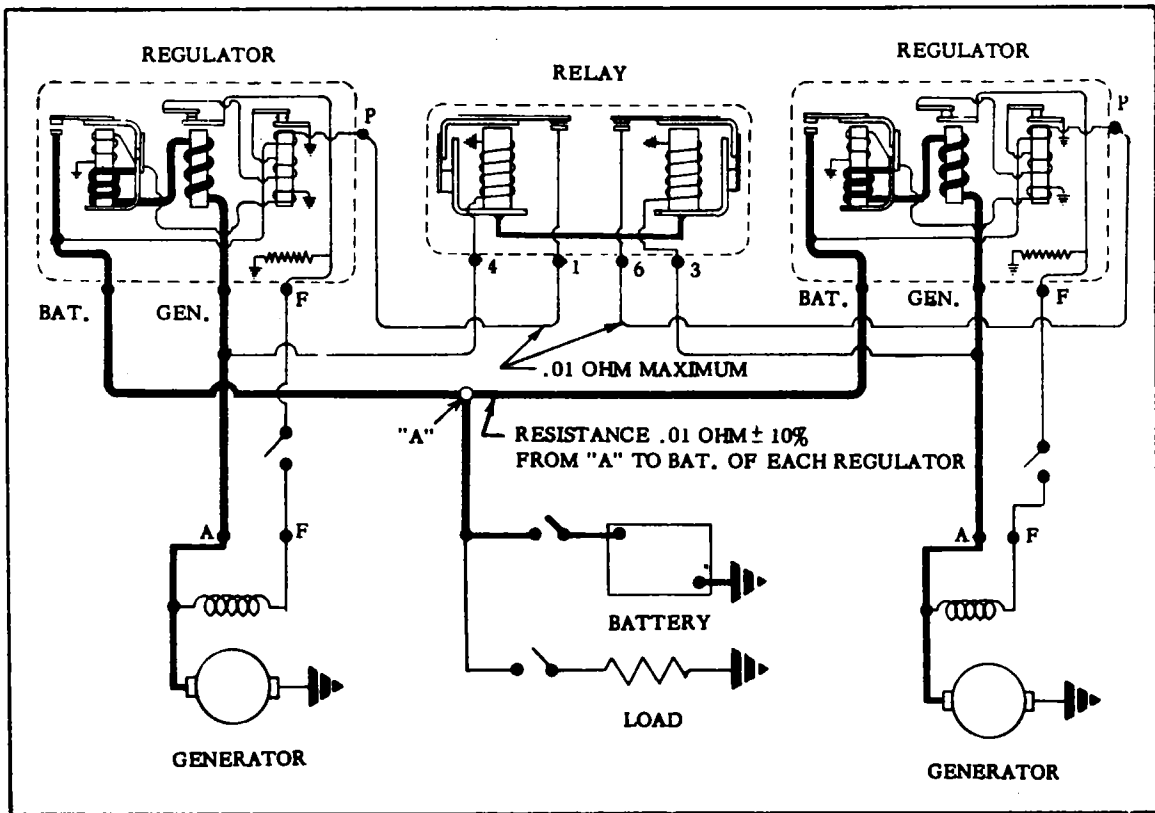 REGULATOR
RELAY
REGULATOR
P
P
4
1
6
3
BAT.
GEN.
F
BAT.
GEN.
F
.01 OHM MAXIMUM
"A"
RESISTANCE .01 OHM ± 10%
FROM "A" TO BAT. OF EACH REGULATOR
A
F
A
F
BATTERY
LOAD
GENERATOR
GENERATOR